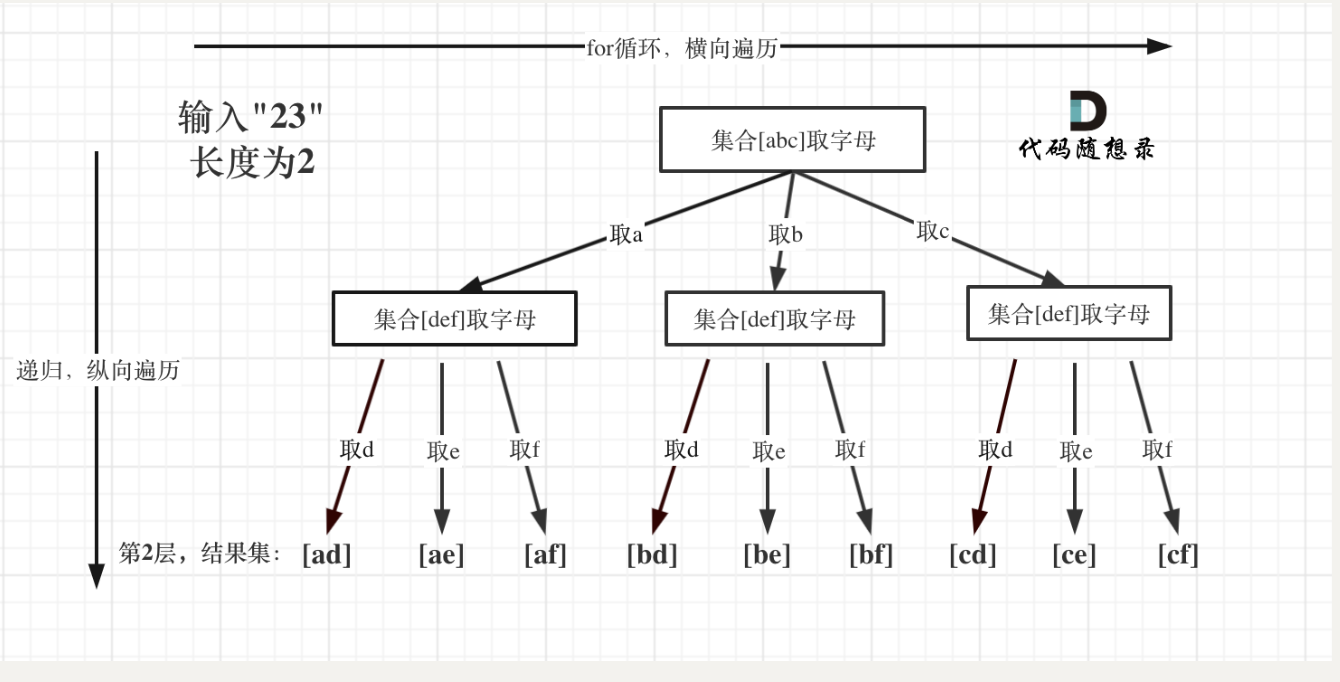 for循环，横向遍历
输入"23"
长度为2
集合[abc]取字母
代码随想录
取a
取b
取c
集合[def]取字母
集合[def]取字母
集合[def]取字母
递归，纵向遍历
取d
取e
取f
取d
取e
取f
取d
取e
取f
第2层，结果集：
[ad]
[ae]
[af]
[bd]
[be]
[bf]
[cd]
[ce]
[cf]